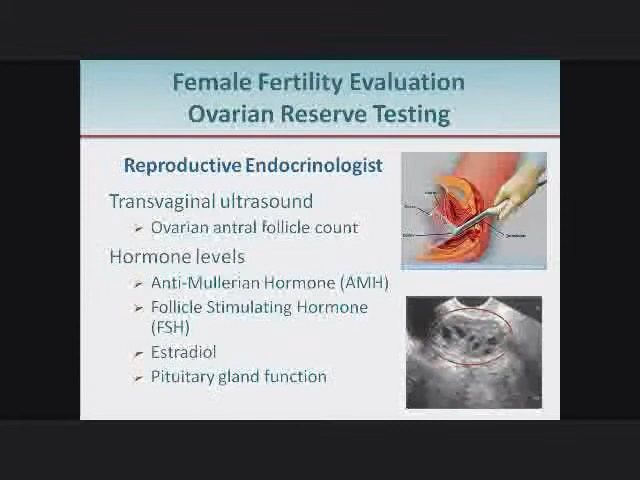 Female Fertility Evaluation
Ovarian Reserve Testing
Reproductive Endocrinologist
Transvaginal ultrasound
Ovarian antral follicle count
Hormone levels
Anti-Mullerian Hormone (AMH)
Follicle Stimulating Hormone
(FSH)
Estradiol
Pituitary gland function